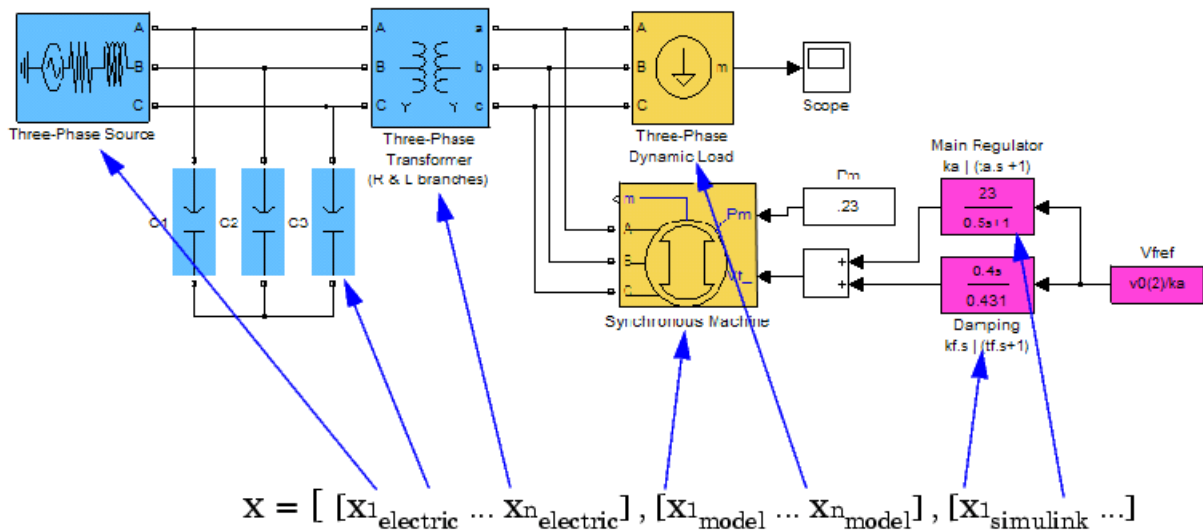 A
B
C
Three-Phase Source
A
B
C
a
b
c
Y
Y
Three-Phase
Transformer
(R & L branches)
A
B
C
m
Three-Phase
Dynamic Load
Scope
C1
C2
C3
m
A
B
C
Pm
Vf_
Synchronous Machine
Pm
.23
+
+
Main Regulator
ka | (ta.s +1)
23
0.5s+1
0.4s
0.431
Damping
kf.s | (tf.s+1)
Vfref
v0(2)/ka
X = [ [x1electric ... xnelectric] , [x1model ... xnmodel] , [x1simulink ...]